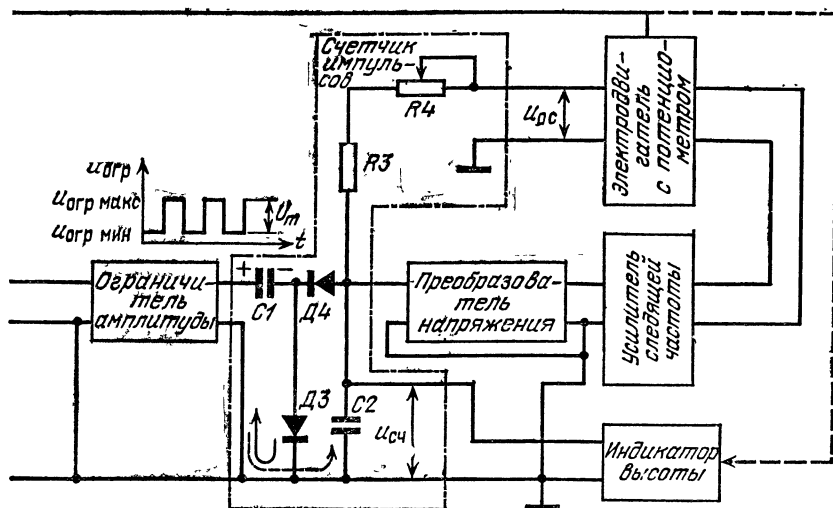 Счетчик
импуль-
сов
R4
Uос
Электродви-
гатель
с потенцио-
метром
R3
uогр
Uогр макс
Uогр мин
Um
t
Ограничи-
тель
амплитуды
+
-
C1
Д4
Преобразова-
тель
напряжения
Усилитель
следящей
частоты
Д3
C2
Uсч
Индикатор
высоты